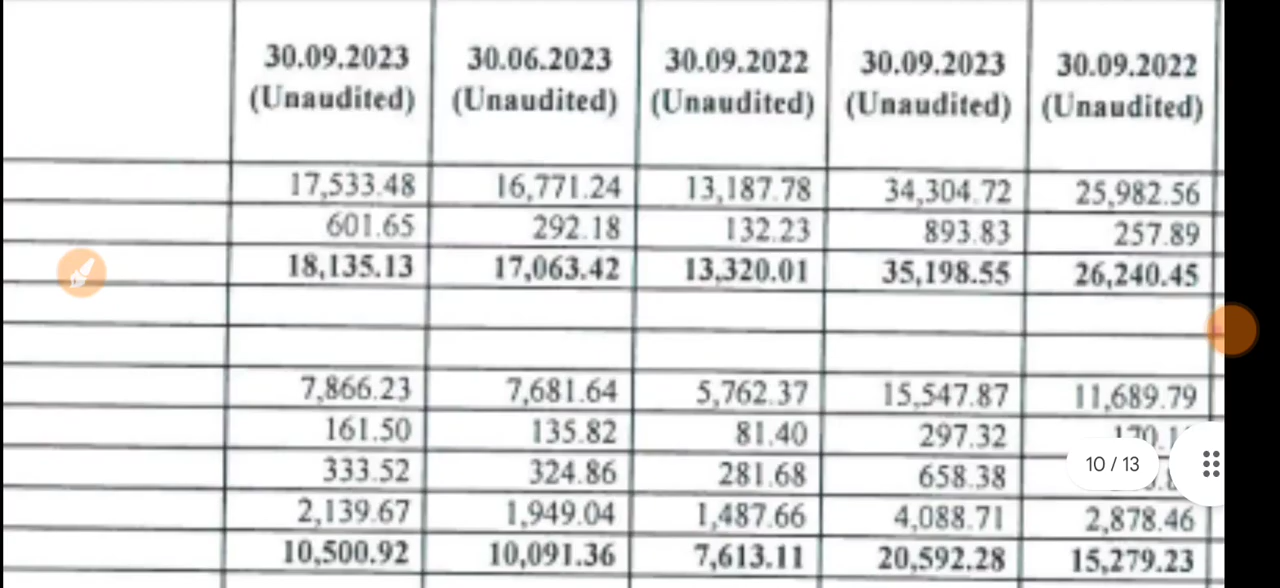 30.09.2023 30.06.2023 30.09.2022 30.09.2023 30.09.2022
(Unaudited) (Unaudited) (Unaudited) (Unaudited) (Unaudited)
17,533.48 16,771.24 13,187.78 34,304.72 25,982.56
601.65 292.18 132.23 893.83 257.89
18,135.13 17,063.42 13,320.01 35,198.55 26,240.45
7,866.23 7,681.64 5,762.37 15,547.87 11,689.79
161.50 135.82 81.40 297.32
333.52 324.86 281.68 658.38 10 / 13
2,139.67 1,949.04 1,487.66 4,088.71 2,878.46
10,500.92 10,091.36 7,613.11 20,592.28 15,279.23